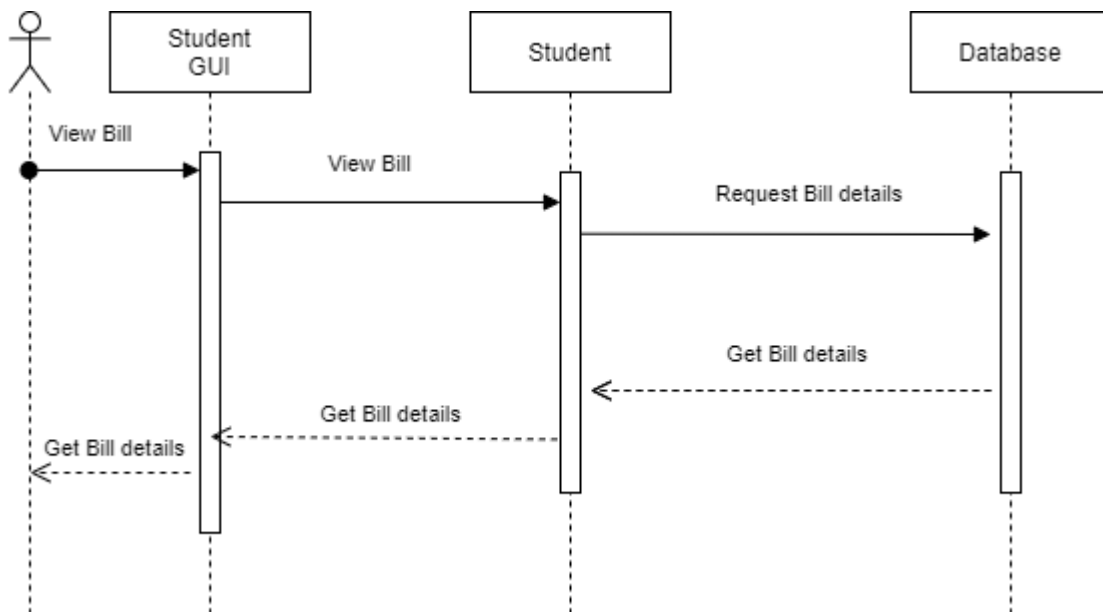 Student
GUI
Student
Database
View Bill
View Bill
Request Bill details
Get Bill details
Get Bill details
Get Bill details